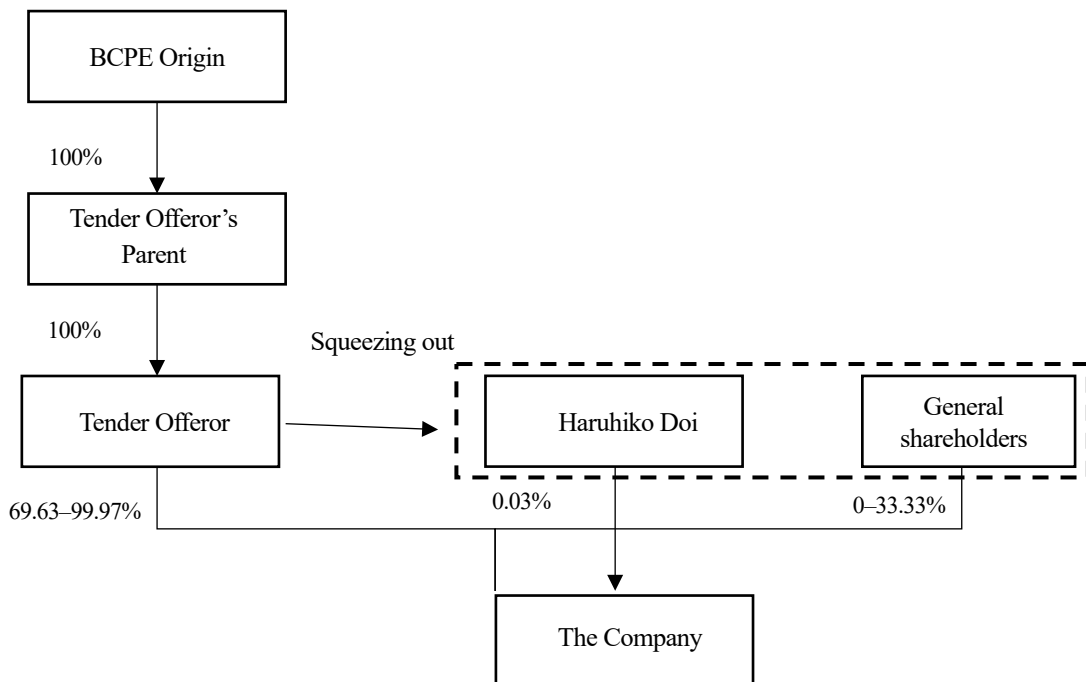 BCPE Origin
100%
Tender Offeror’s
Parent
100%
Squeezing out
Tender Offeror
Haruhiko Doi
General
shareholders
69.63–99.97%
0.03%
0–33.33%
The Company